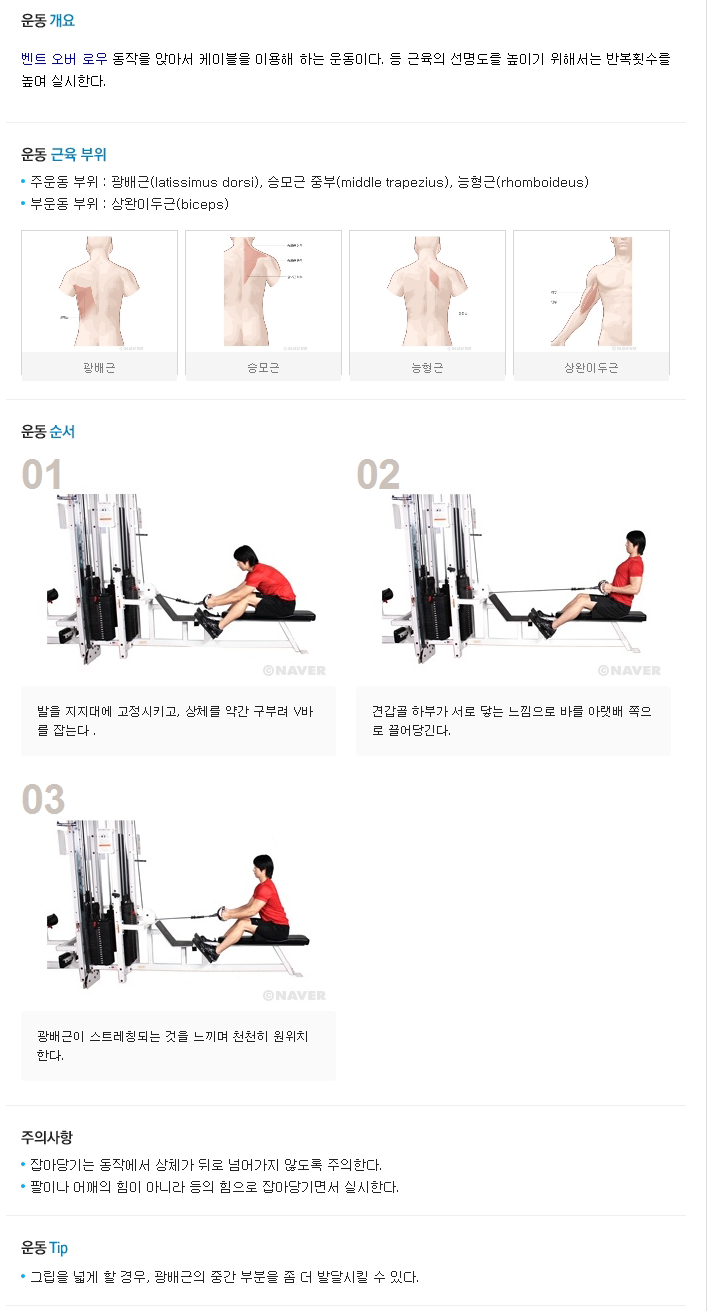 운동 개요
벤트 오버 로우 동작을 앉아서 케이블을 이용해 하는 운동이다. 등 근육의 선명도를 높이기 위해서는 반복횟수를
높여 실시한다.
운동 근육 부위
주운동 부위 : 광배근(latissimus dorsi), 승모근 중부(middle trapezius), 능형근(rhomboideus)
부운동 부위 : 상완이두근(biceps)
광배근 승모근 능형근 상완이두근
운동 순서
01 02
©NAVER ©NAVER
발을 지지대에 고정시키고, 상체를 약간 구부려 V바
를 잡는다 .
견갑골 하부가 서로 닿는 느낌으로 바를 아랫배 쪽으
로 끌어당긴다.
03
©NAVER
광배근이 스트레칭되는 것을 느끼며 천천히 원위치
한다.
주의사항
잡아당기는 동작에서 상체가 뒤로 넘어가지 않도록 주의한다.
팔이나 어깨의 힘이 아니라 등의 힘으로 잡아당기면서 실시한다.
운동 Tip
그립을 넓게 할 경우, 광배근의 중간 부분을 좀 더 발달시킬 수 있다.